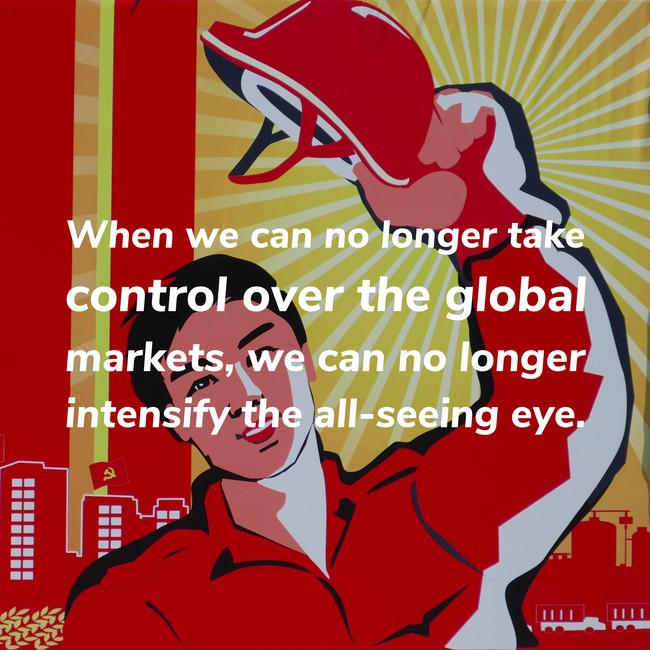 When we can no longer take
control over the global
markets, we can no longer
intensify the all-seeing eye.